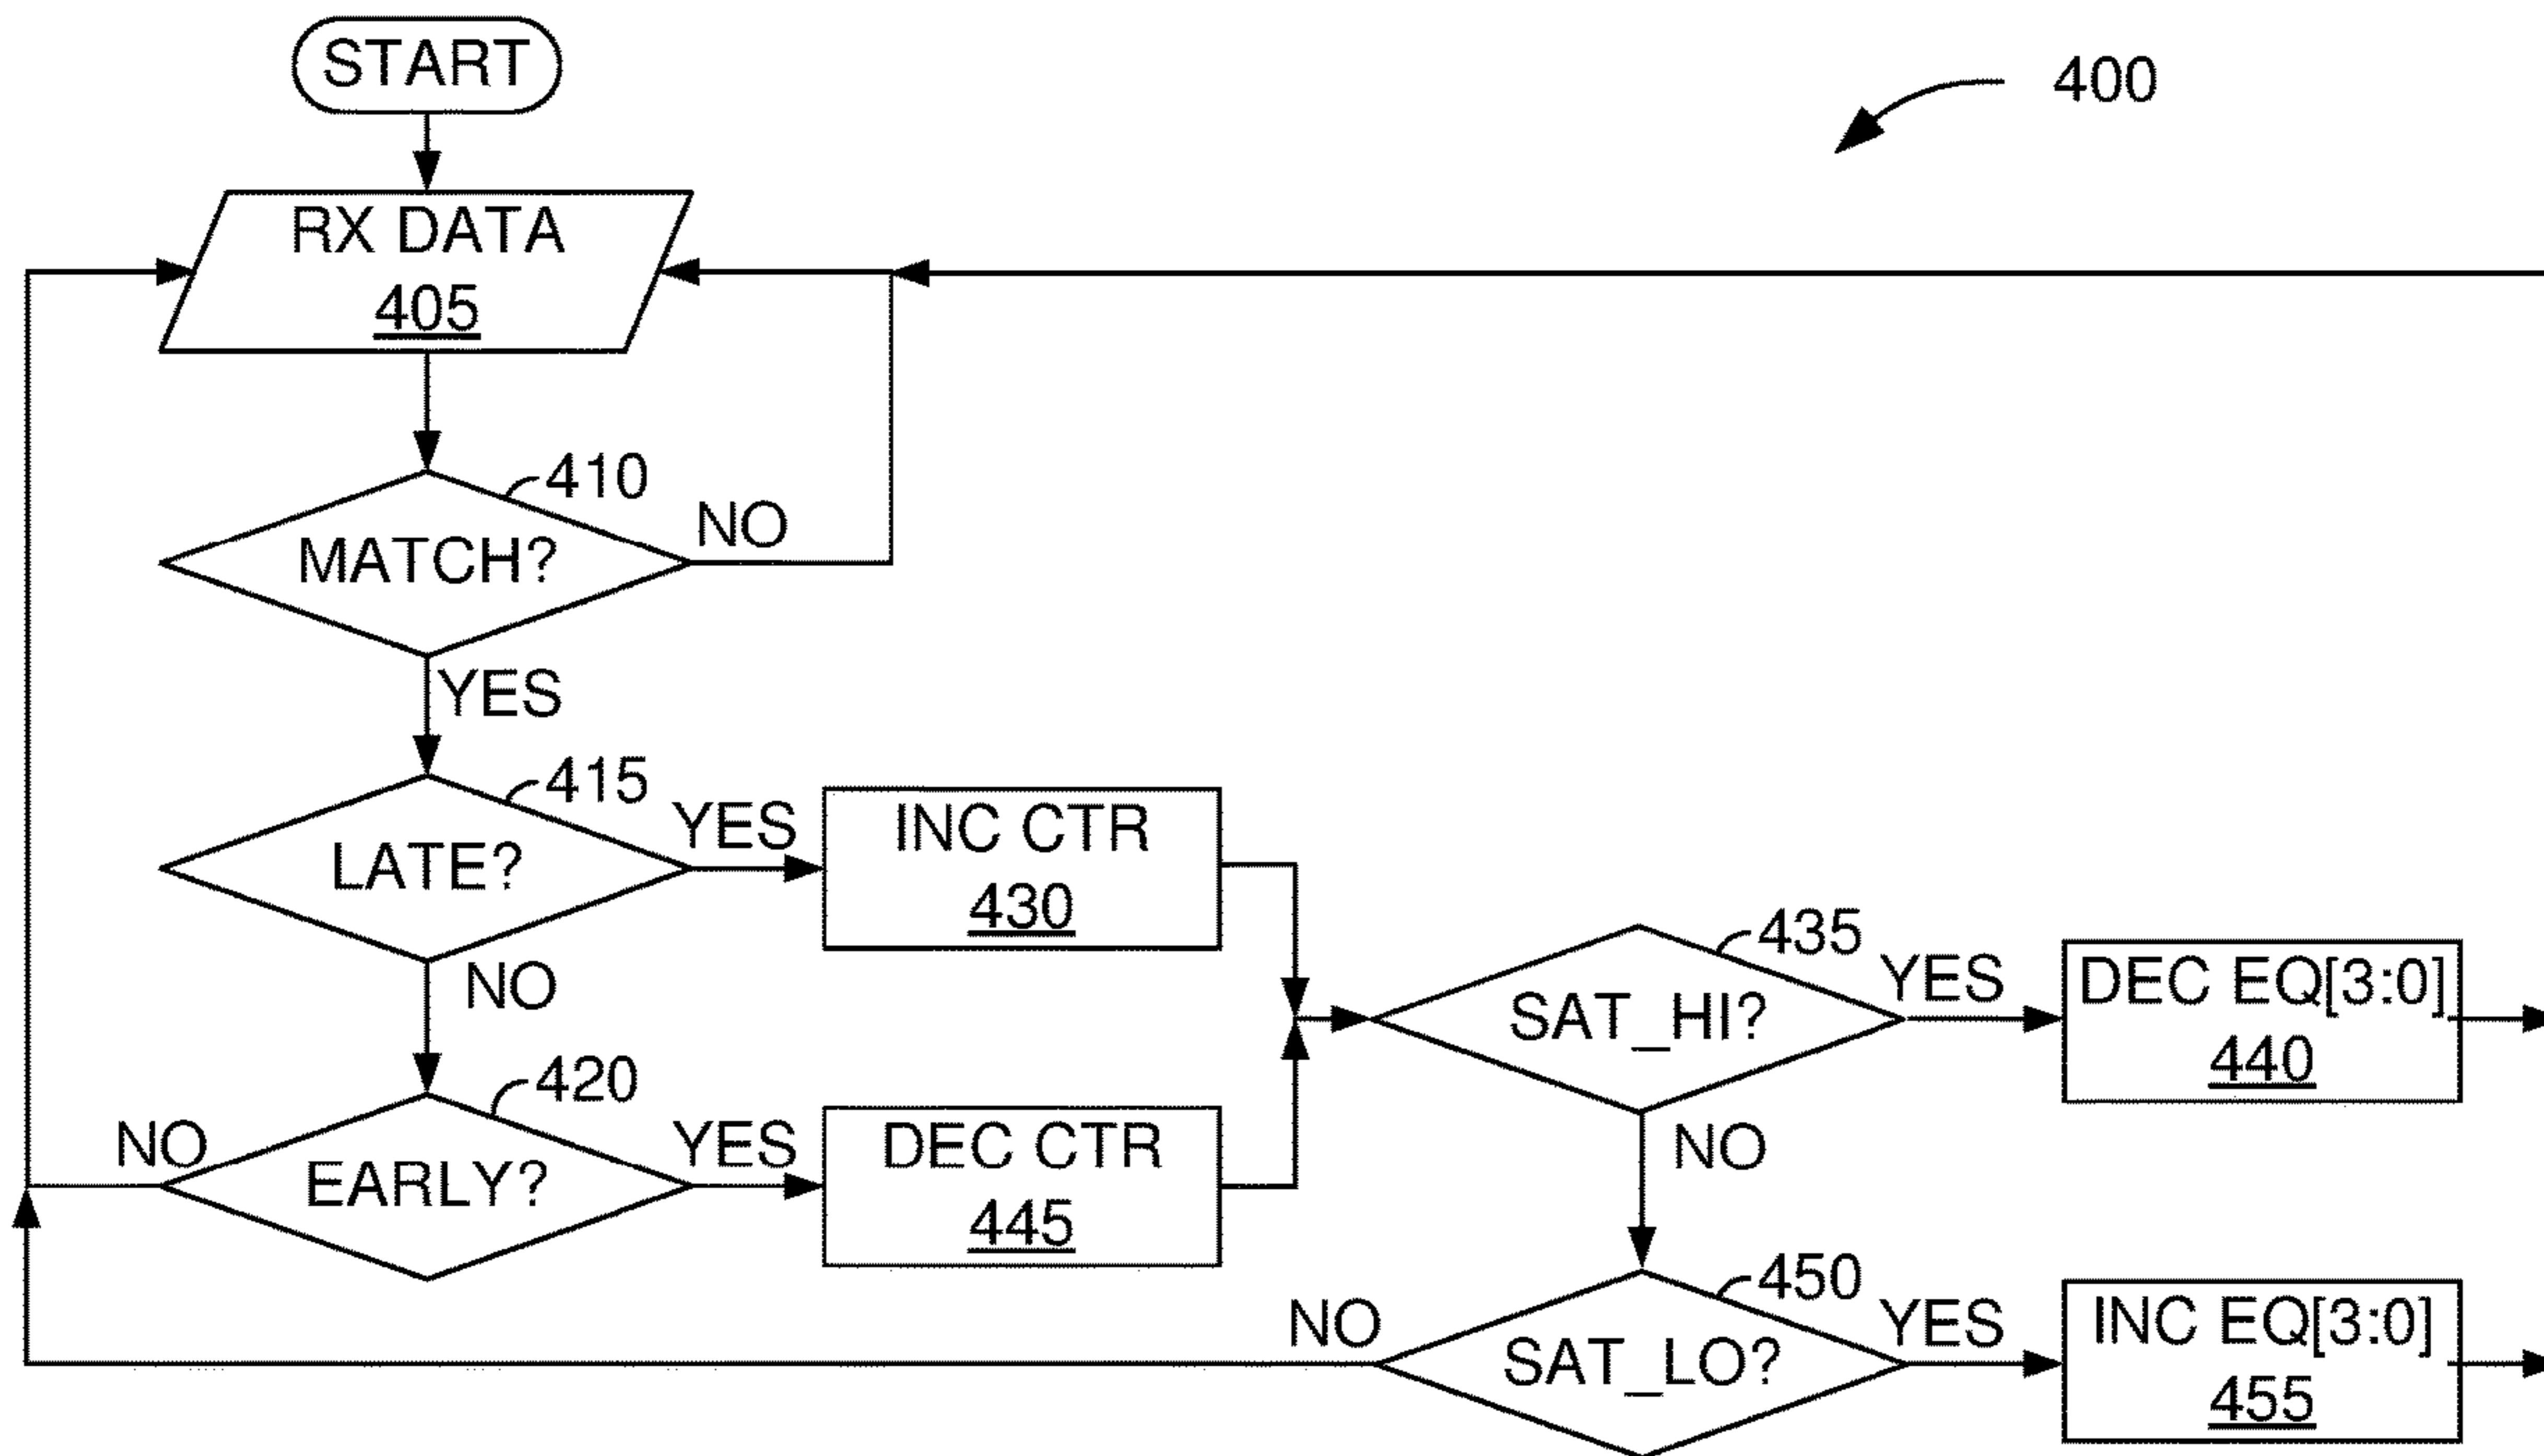 START
400
RX DATA
405
410
MATCH?
NO
YES
415
LATE?
YES
INC CTR
430
NO
435
SAT_HI?
YES
DEC EQ[3:0]
440
NO
420
EARLY?
NO
YES
DEC CTR
445
450
SAT_LO?
NO
YES
INC EQ[3:0]
455